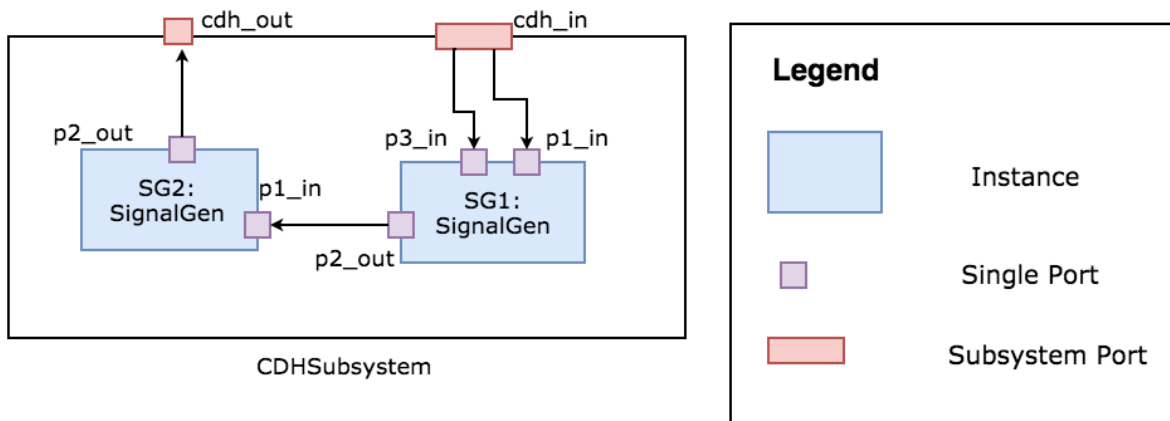 cdh_out
cdh_in
p2_out
p3_in
p1_in
SG2:
SignalGen
p1_in
SG1:
SignalGen
p2_out
CDHSubsystem
Legend
Instance
Single Port
Subsystem Port